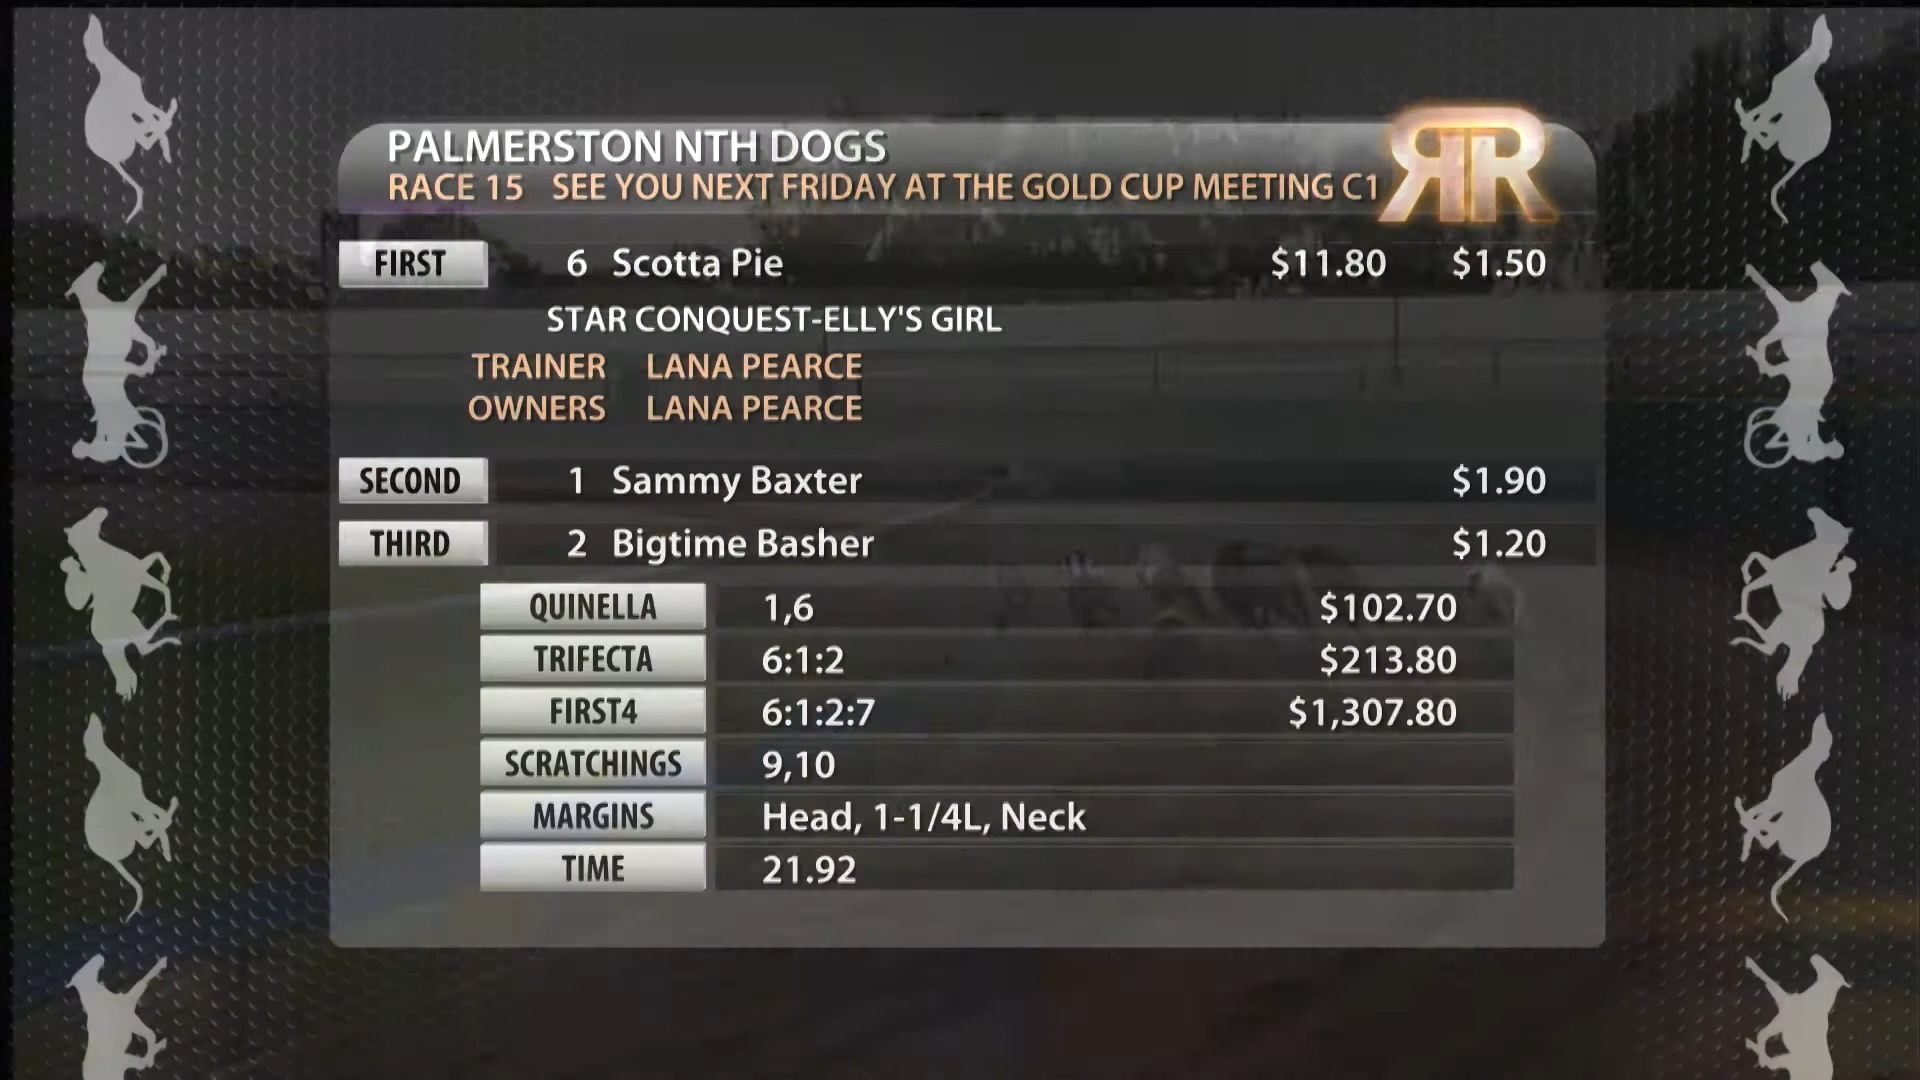 PALMERSTON NTH DOGS
RACE 15 SEE YOU NEXT FRIDAY AT THE GOLD CUP MEETING C1
RR
FIRST 6 Scotta Pie $11.80 $1.50
STAR CONQUEST-ELLY'S GIRL
TRAINER LANA PEARCE
OWNERS LANA PEARCE
SECOND 1 Sammy Baxter $1.90
THIRD 2 Bigtime Basher $1.20
QUINELLA 1,6 $102.70
TRIFECTA 6:1:2 $213.80
FIRST4 6:1:2:7 $1,307.80
SCRATCHINGS 9,10
MARGINS Head, 1-1/4L, Neck
TIME 21.92